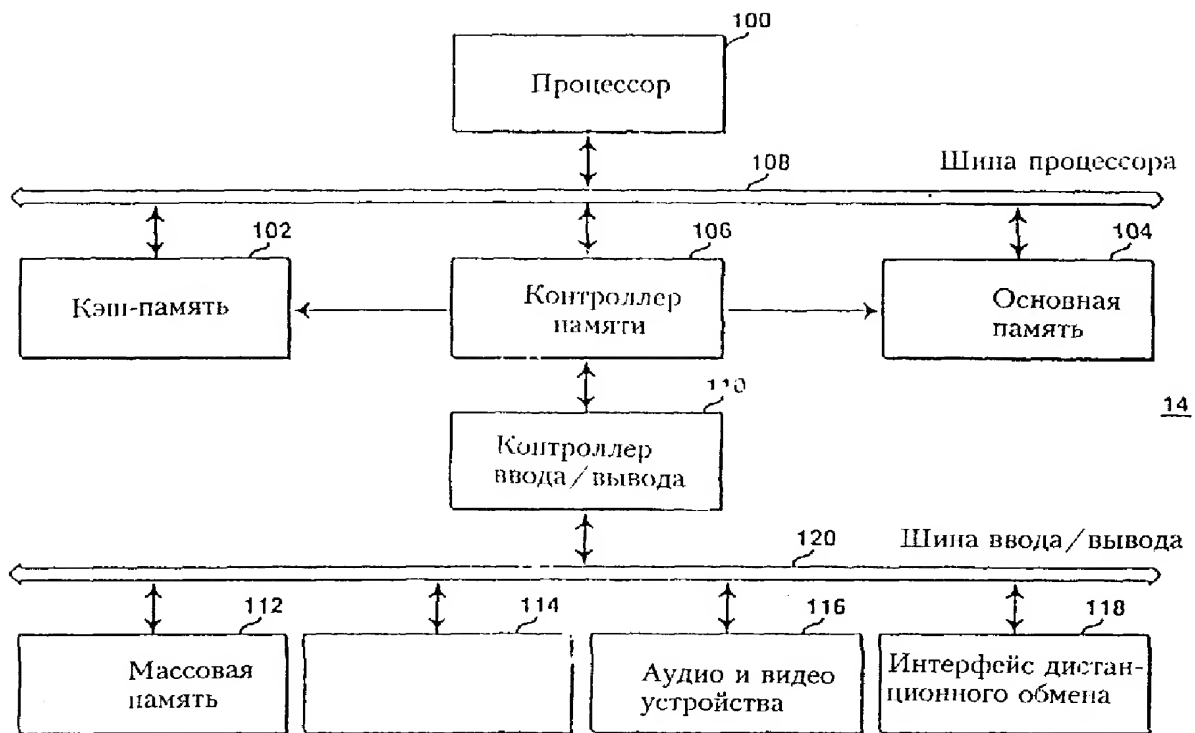 100
Процессор
108
Шина процессора
102
106
104
Кэш-память
Контроллер
памяти
Основная
память
110
14
Контроллер
ввода/вывода
120
Шина ввода/вывода
112
114
116
118
Массовая
память
Аудио и видео
устройства
Интерфейс дистан-
ционного обмена